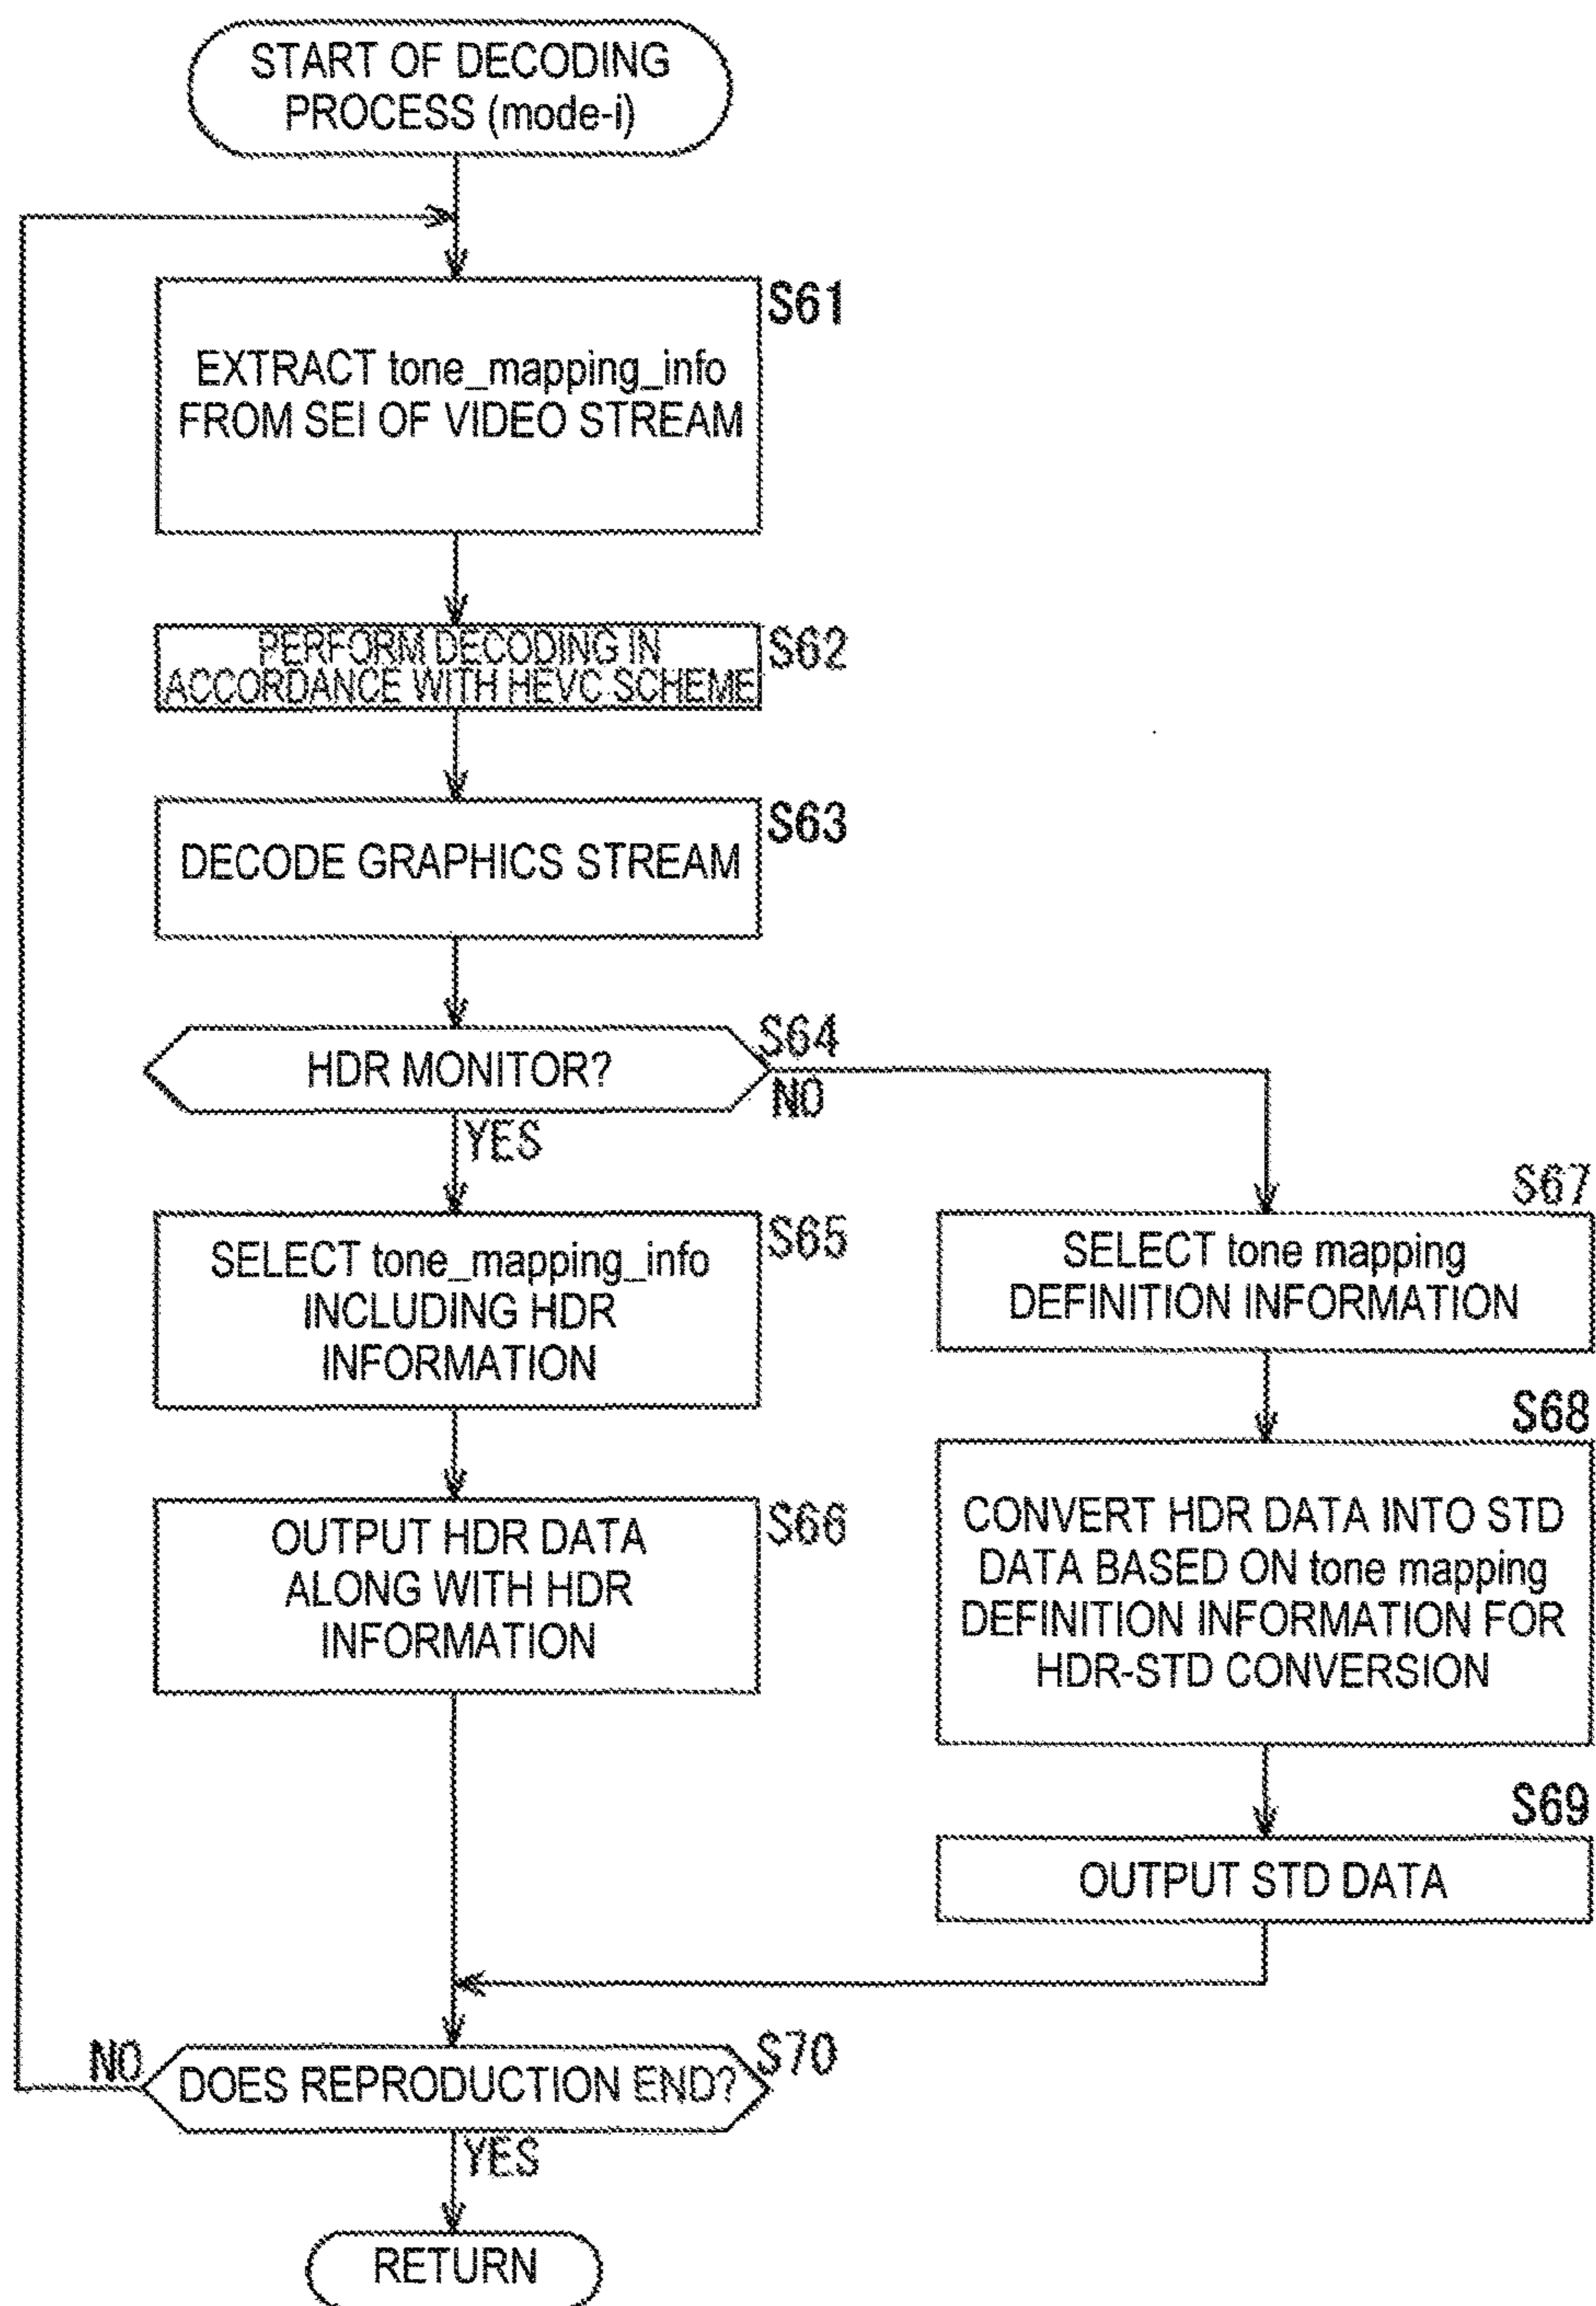 START OF DECODING
PROCESS (mode-i)
S61
EXTRACT tone_mapping_info
FROM SEI OF VIDEO STREAM
S62
PERFORM DECODING IN
ACCORDANCE WITH HEVC SCHEME
S63
DECODE GRAPHICS STREAM
S64
HDR MONITOR?
NO
YES
S65
SELECT tone_mapping_info
INCLUDING HDR
INFORMATION
S66
OUTPUT HDR DATA
ALONG WITH HDR
INFORMATION
S67
SELECT tone mapping
DEFINITION INFORMATION
S68
CONVERT HDR DATA INTO STD
DATA BASED ON tone mapping
DEFINITION INFORMATION FOR
HDR-STD CONVERSION
S69
OUTPUT STD DATA
S70
NO
DOES REPRODUCTION END?
YES
RETURN